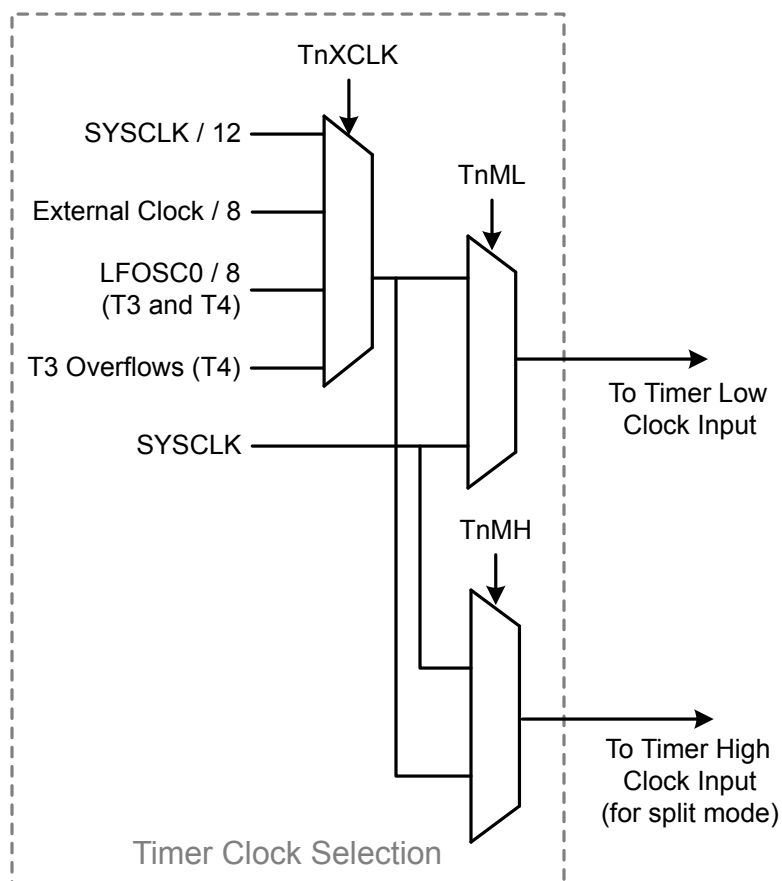 TnXCLK
SYSCLK / 12
TnML
External Clock / 8
LFOSC0 / 8
(T3 and T4)
T3 Overflows (T4)
To Timer Low
Clock Input
SYSCLK
TnMH
To Timer High
Clock Input
(for split mode)
Timer Clock Selection